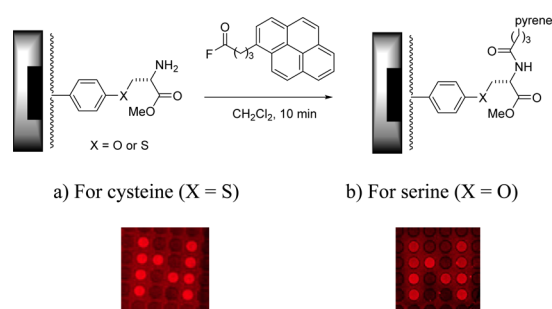 pyrene
( )3
O
NH
O
F
( )3
NH2
X
O
MeO
CH2Cl2, 10 min
X
O
MeO
X = O or S
a) For cysteine (X = S)
b) For serine (X = O)